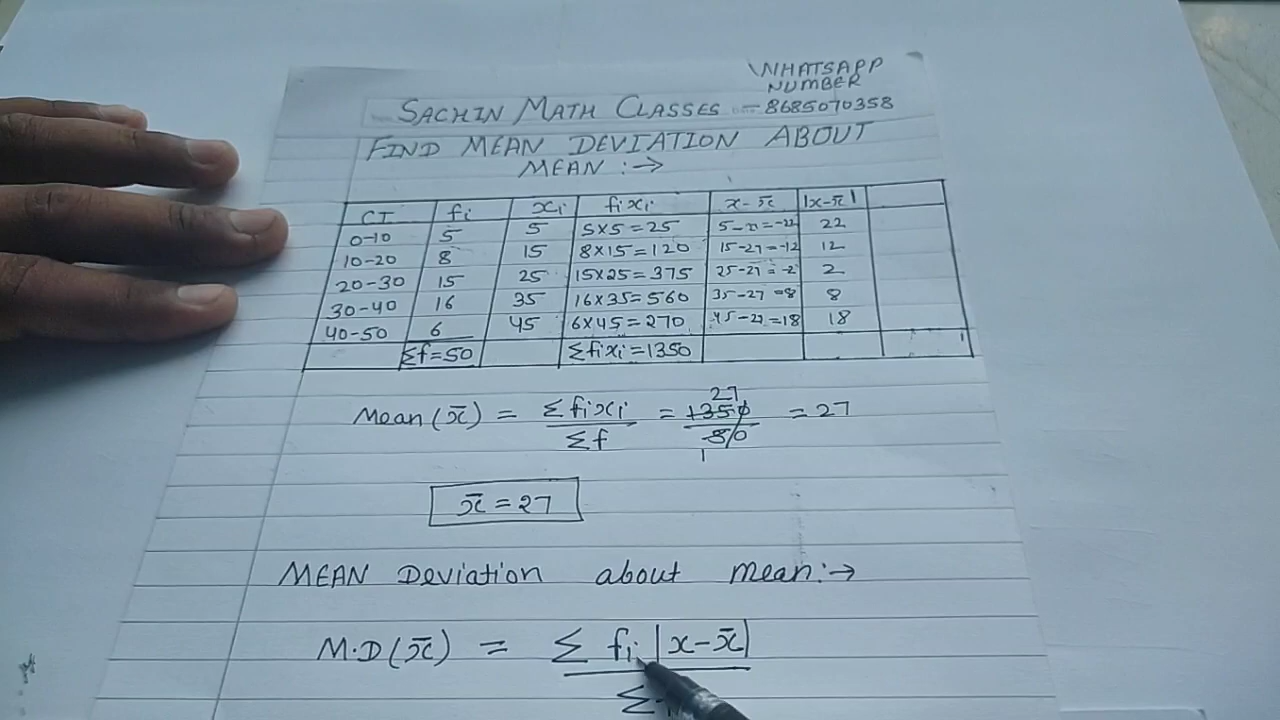 WHATSAPP
NUMBER
SACHIN MATH CLASSES - 8685070358
FIND MEAN DEVIATION ABOUT
MEAN :→
CI fi xi fixi x-x̄ |x-x̄|
0-10 5 5 5×5=25 5-27=-22 22
10-20 8 15 8×15=120 15-27=-12 12
20-30 15 25 15×25=375 25-27=-2 2
30-40 16 35 16×35=560 35-27=8 8
40-50 6 45 6×45=270 45-27=18 18
Σf=50 Σfixi=1350
27
Mean(x̄) = Σfixi = 1350 = 27
Σf 50
1
x̄ = 27
MEAN Deviation about mean:→
M.D(x̄) = Σ fi |x-x̄|
Σ